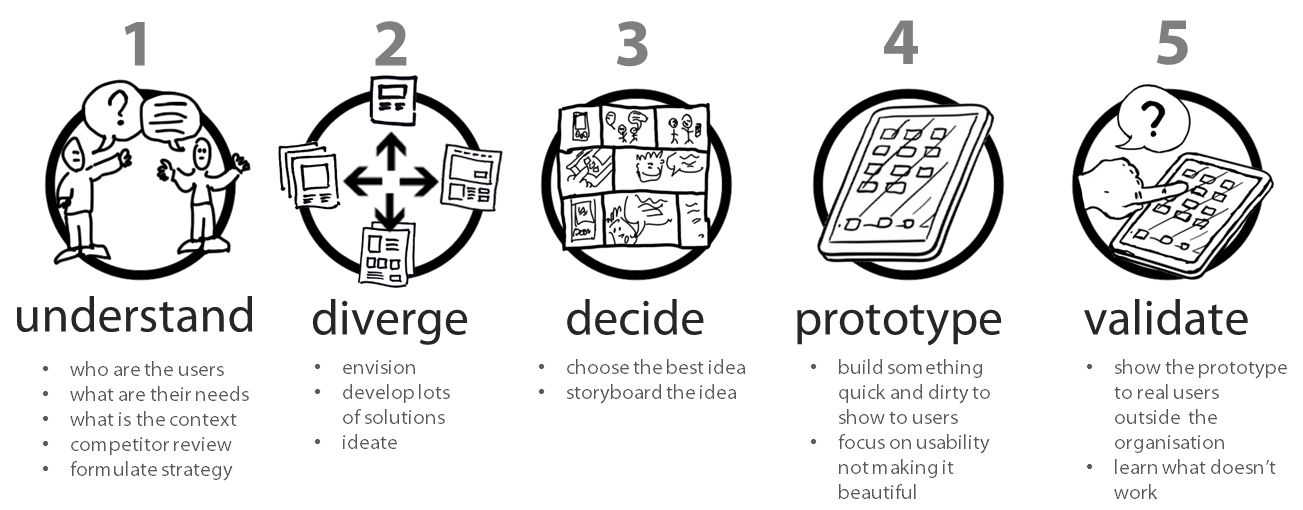 1
understand
• who are the users
• what are their needs
• what is the context
• competitor review
• formulate strategy
2
diverge
• envision
• develop lots
of solutions
• ideate
3
decide
• choose the best idea
• storyboard the idea
4
prototype
• build something
quick and dirty to
show to users
• focus on usability
not making it
beautiful
5
validate
• show the prototype
to real users
outside the
organisation
• learn what doesn't
work
?
?